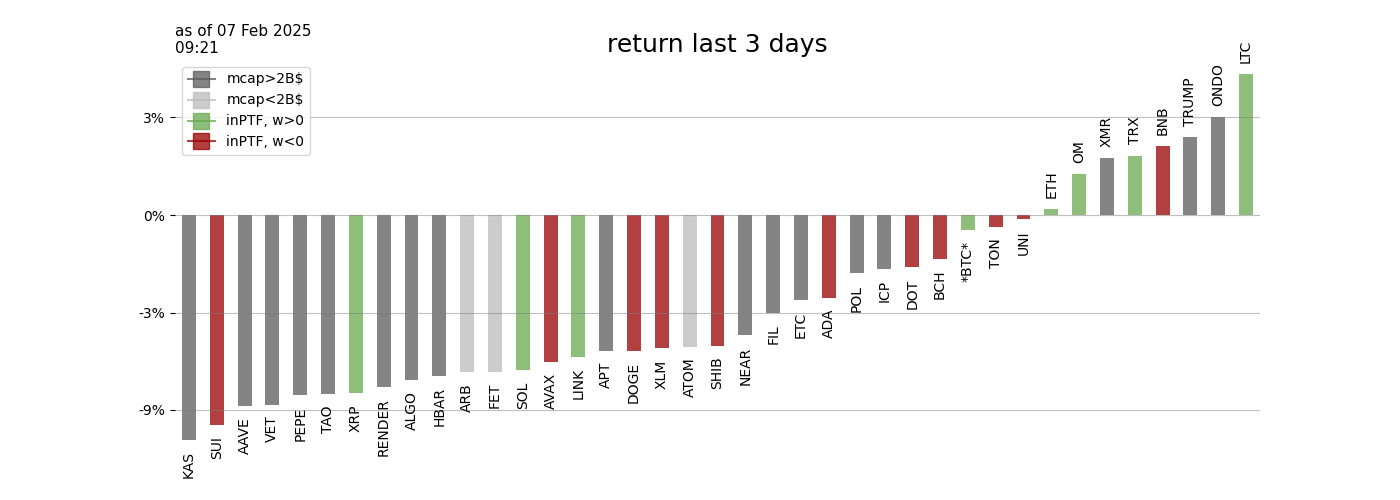 as of 07 Feb 2025
09:21
return last 3 days
mcap>2B$
mcap<2B$
inPTF, w>0
inPTF, w<0
3%
0%
-3%
-9%
KAS
SUI
AAVE
VET
PEPE
TAO
XRP
RENDER
ALGO
HBAR
ARB
FET
SOL
AVAX
LINK
APT
DOGE
XLM
ATOM
SHIB
NEAR
FIL
ETC
ADA
POL
ICP
DOT
BCH
*BTC*
TON
UNI
ETH
OM
XMR
TRX
BNB
TRUMP
ONDO
LTC